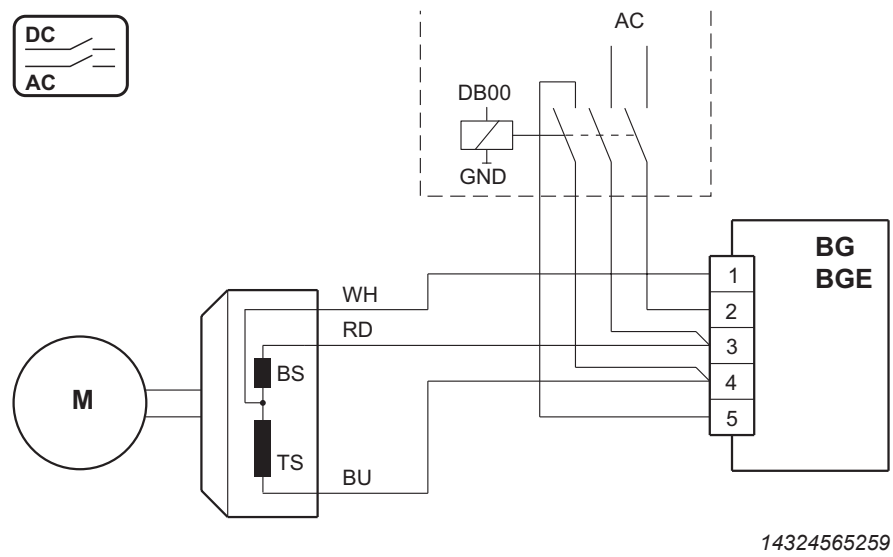 DC
AC
AC
DB00
GND
BG
BGE
1
2
3
4
5
WH
RD
BS
M
TS
BU
14324565259